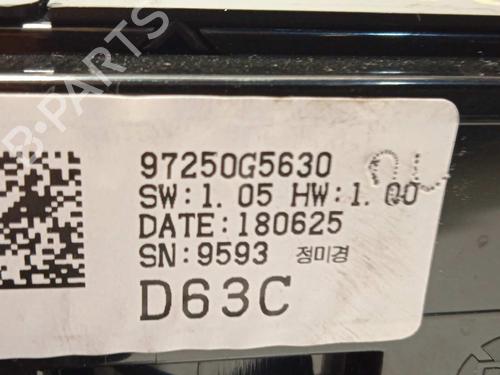 97250G5630
SW:1. 05 HW:1. 00
DATE:180625
SN:9593 정미경
D63C
B-PARTS